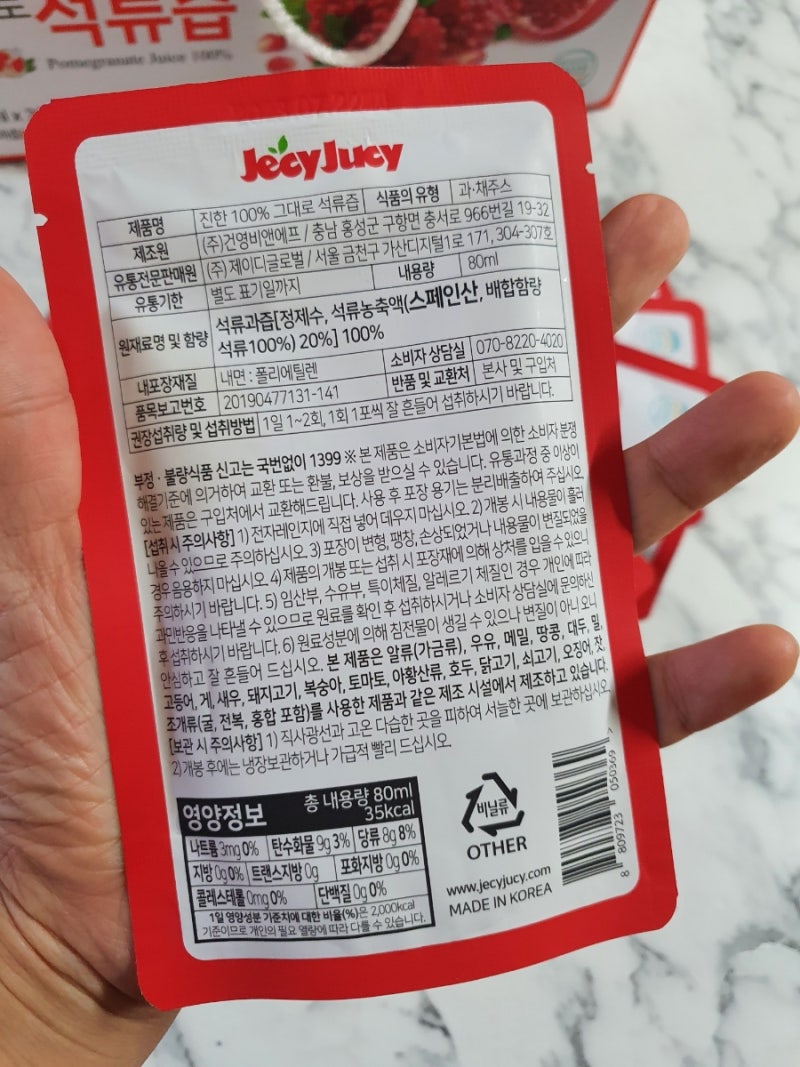 석류즙
Pomegranate Juice 100%
JecyJucy
제품명 진한 100% 그대로 석류즙 식품의 유형 과·채주스
제조원 (주)건영비앤에프 / 충남 홍성군 구항면 충서로 966번길 19-32
유통전문판매원 (주) 제이디글로벌 / 서울 금천구 가산디지털1로 171, 304-307호
유통기한 별도 표기일까지 내용량 80ml
원재료명 및 함량 석류과즙[정제수, 석류농축액(스페인산, 배합함량
석류100%) 20%] 100%
내포장재질 내면 : 폴리에틸렌 소비자 상담실 070-8220-4020
품목보고번호 20190477131-141 반품 및 교환처 본사 및 구입처
권장섭취량 및 섭취방법 1일 1~2회, 1회 1포씩 잘 흔들어 섭취하시기 바랍니다.
부정·불량식품 신고는 국번없이 1399 ※ 본 제품은 소비자기본법에 의한 소비자 분쟁
해결기준에 의거하여 교환 또는 환불, 보상을 받으실 수 있습니다. 유통과정 중 이상이
있는 제품은 구입처에서 교환해드립니다. 사용 후 포장 용기는 분리배출하여 주십시오.
[섭취 시 주의사항] 1) 전자레인지에 직접 넣어 데우지 마십시오. 2) 개봉 시 내용물이 흘러
나올 수 있으므로 주의하십시오. 3) 포장이 변형, 팽창, 손상되었거나 내용물이 변질되었을
경우 음용하지 마십시오. 4) 제품의 개봉 또는 섭취 시 포장재에 의해 상처를 입을 수 있으니
주의하시기 바랍니다. 5) 임산부, 수유부, 특이체질, 알레르기 체질인 경우 개인에 따라
과민반응을 나타낼 수 있으므로 원료를 확인 후 섭취하시거나 소비자 상담실에 문의하신
후 섭취하시기 바랍니다. 6) 원료성분에 의해 침전물이 생길 수 있으나 변질이 아니오니
안심하고 잘 흔들어 드십시오. 본 제품은 알류(가금류), 우유, 메밀, 땅콩, 대두, 밀,
고등어, 게, 새우, 돼지고기, 복숭아, 토마토, 아황산류, 호두, 닭고기, 쇠고기, 오징어, 잣,
조개류(굴, 전복, 홍합 포함)를 사용한 제품과 같은 제조 시설에서 제조하고 있습니다.
[보관 시 주의사항] 1) 직사광선과 고온 다습한 곳을 피하여 서늘한 곳에 보관하십시오.
2) 개봉 후에는 냉장보관하거나 가급적 빨리 드십시오.
영양정보 총 내용량 80ml
35kcal
나트륨 3mg 0% 탄수화물 9g 3% 당류 8g 8%
지방 0g 0% 트랜스지방 0g 포화지방 0g 0%
콜레스테롤 0mg 0% 단백질 0g 0%
1일 영양성분 기준치에 대한 비율(%)은 2,000kcal
기준이므로 개인의 필요 열량에 따라 다를 수 있습니다.
비닐류
OTHER
www.jecyjucy.com
MADE IN KOREA
8 809723 050369